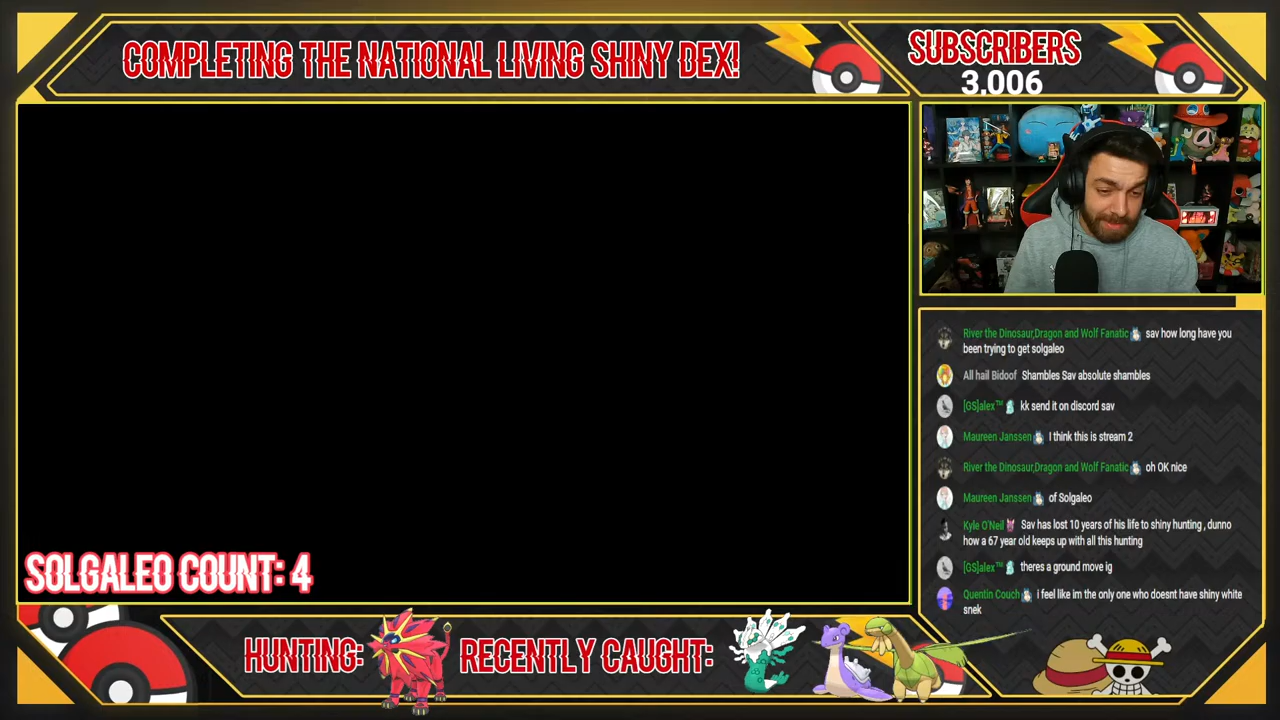 COMPLETING THE NATIONAL LIVING SHINY DEX!
SUBSCRIBERS
3,006
River the Dinosaur,Dragon and Wolf Fanatic sav how long have you
been trying to get solgaleo
All hail Bidoof Shambles Sav absolute shambles
[GS]alex™ kk send it on discord sav
Maureen Janssen I think this is stream 2
River the Dinosaur,Dragon and Wolf Fanatic oh OK nice
Maureen Janssen of Solgaleo
Kyle O'Neil Sav has lost 10 years of his life to shiny hunting , dunno
how a 67 year old keeps up with all this hunting
[GS]alex™ theres a ground move ig
Quentin Couch i feel like im the only one who doesnt have shiny white
snek
SOLGALEO COUNT: 4
HUNTING:
RECENTLY CAUGHT: